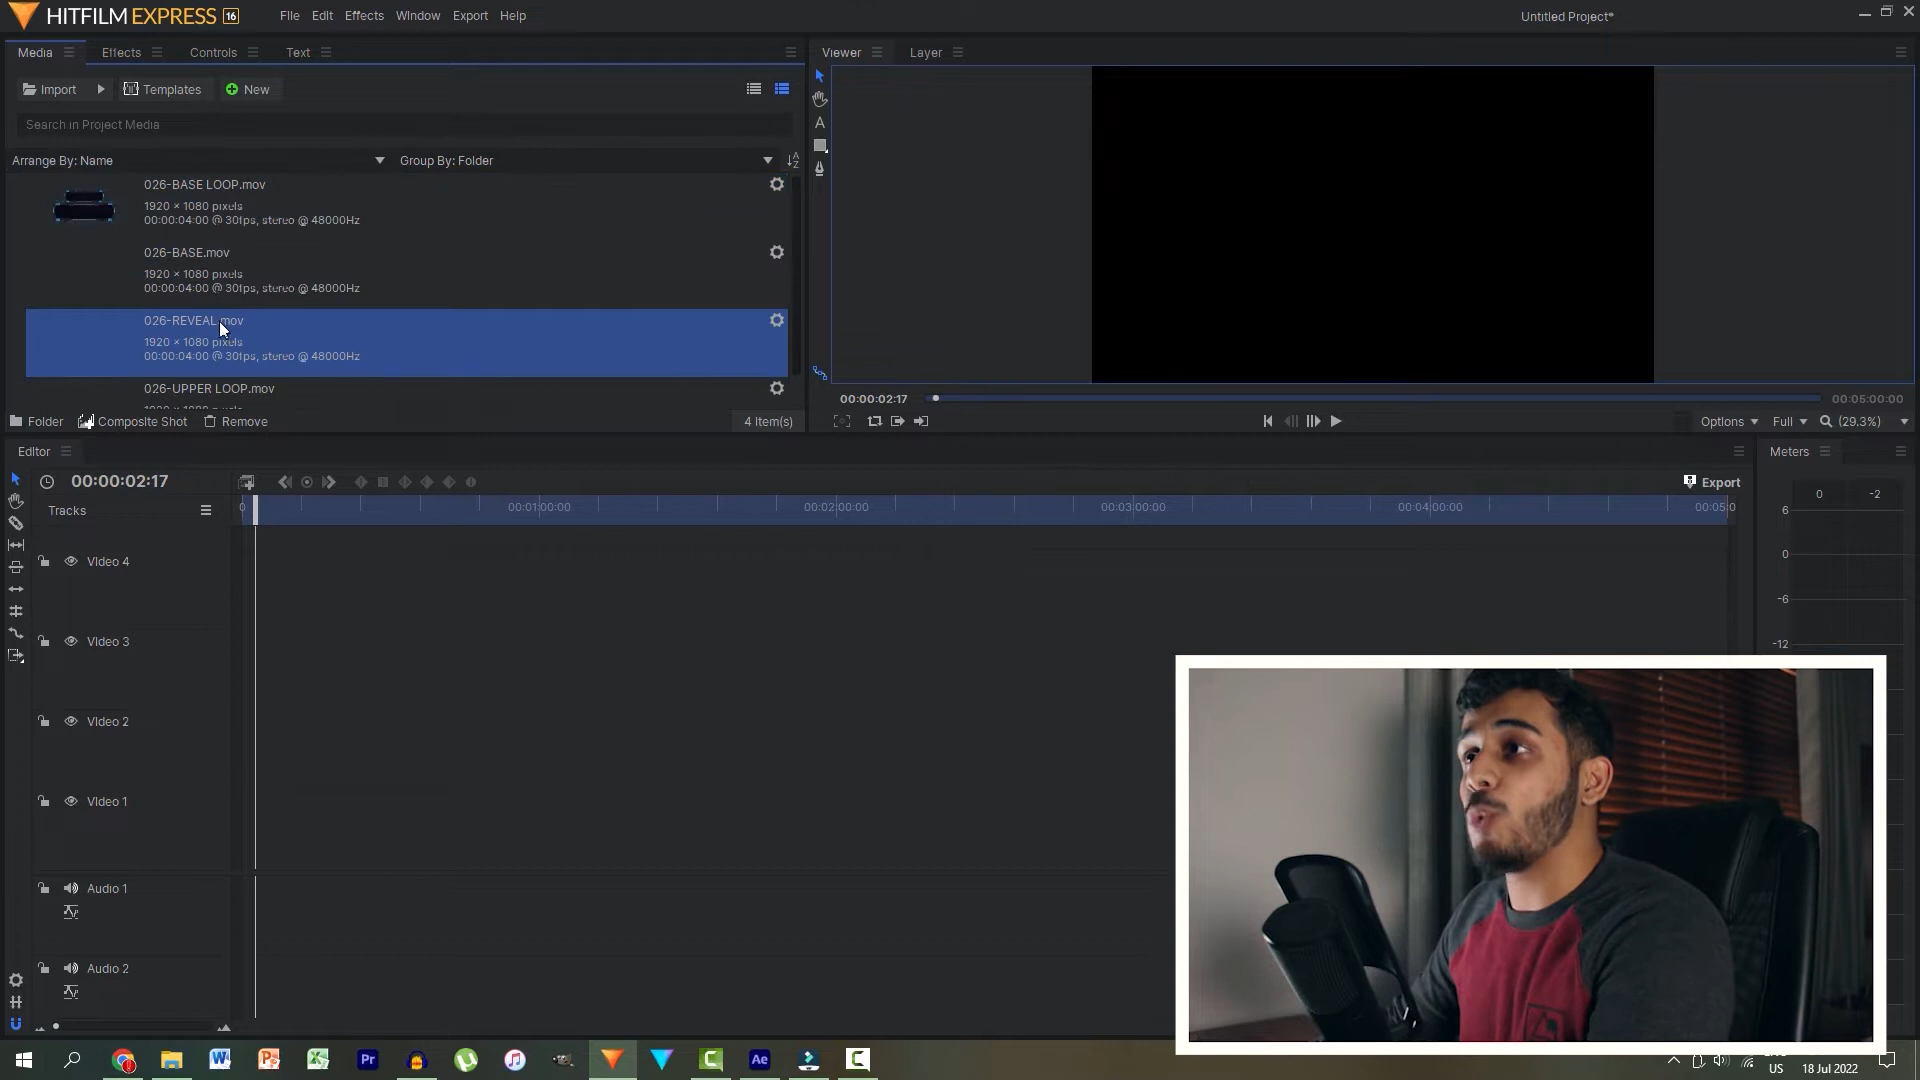 HITFILM EXPRESS 16
File Edit Effects Window Export Help
Untitled Project*
Media Effects Controls Text
Viewer Layer
Import Templates New
Search in Project Media
Arrange By: Name Group By: Folder
026-BASE LOOP.mov
1920 × 1080 pixels
00:00:04:00 @ 30fps, stereo @ 48000Hz
026-BASE.mov
1920 × 1080 pixels
00:00:04:00 @ 30fps, stereo @ 48000Hz
026-REVEAL.mov
1920 × 1080 pixels
00:00:04:00 @ 30fps, stereo @ 48000Hz
026-UPPER LOOP.mov
00:00:02:17 00:05:00:00
Folder Composite Shot Remove 4 Item(s)
Options Full (29.3%)
Editor
Meters
00:00:02:17
Export
0 -2
Tracks
0 00:01:00:00 00:02:00:00 00:03:00:00 00:04:00:00 00:05:0
6
0
-6
-12
Video 4
Video 3
Video 2
Video 1
Audio 1
Audio 2
A
W P X Pr Ae C
US 18 Jul 2022